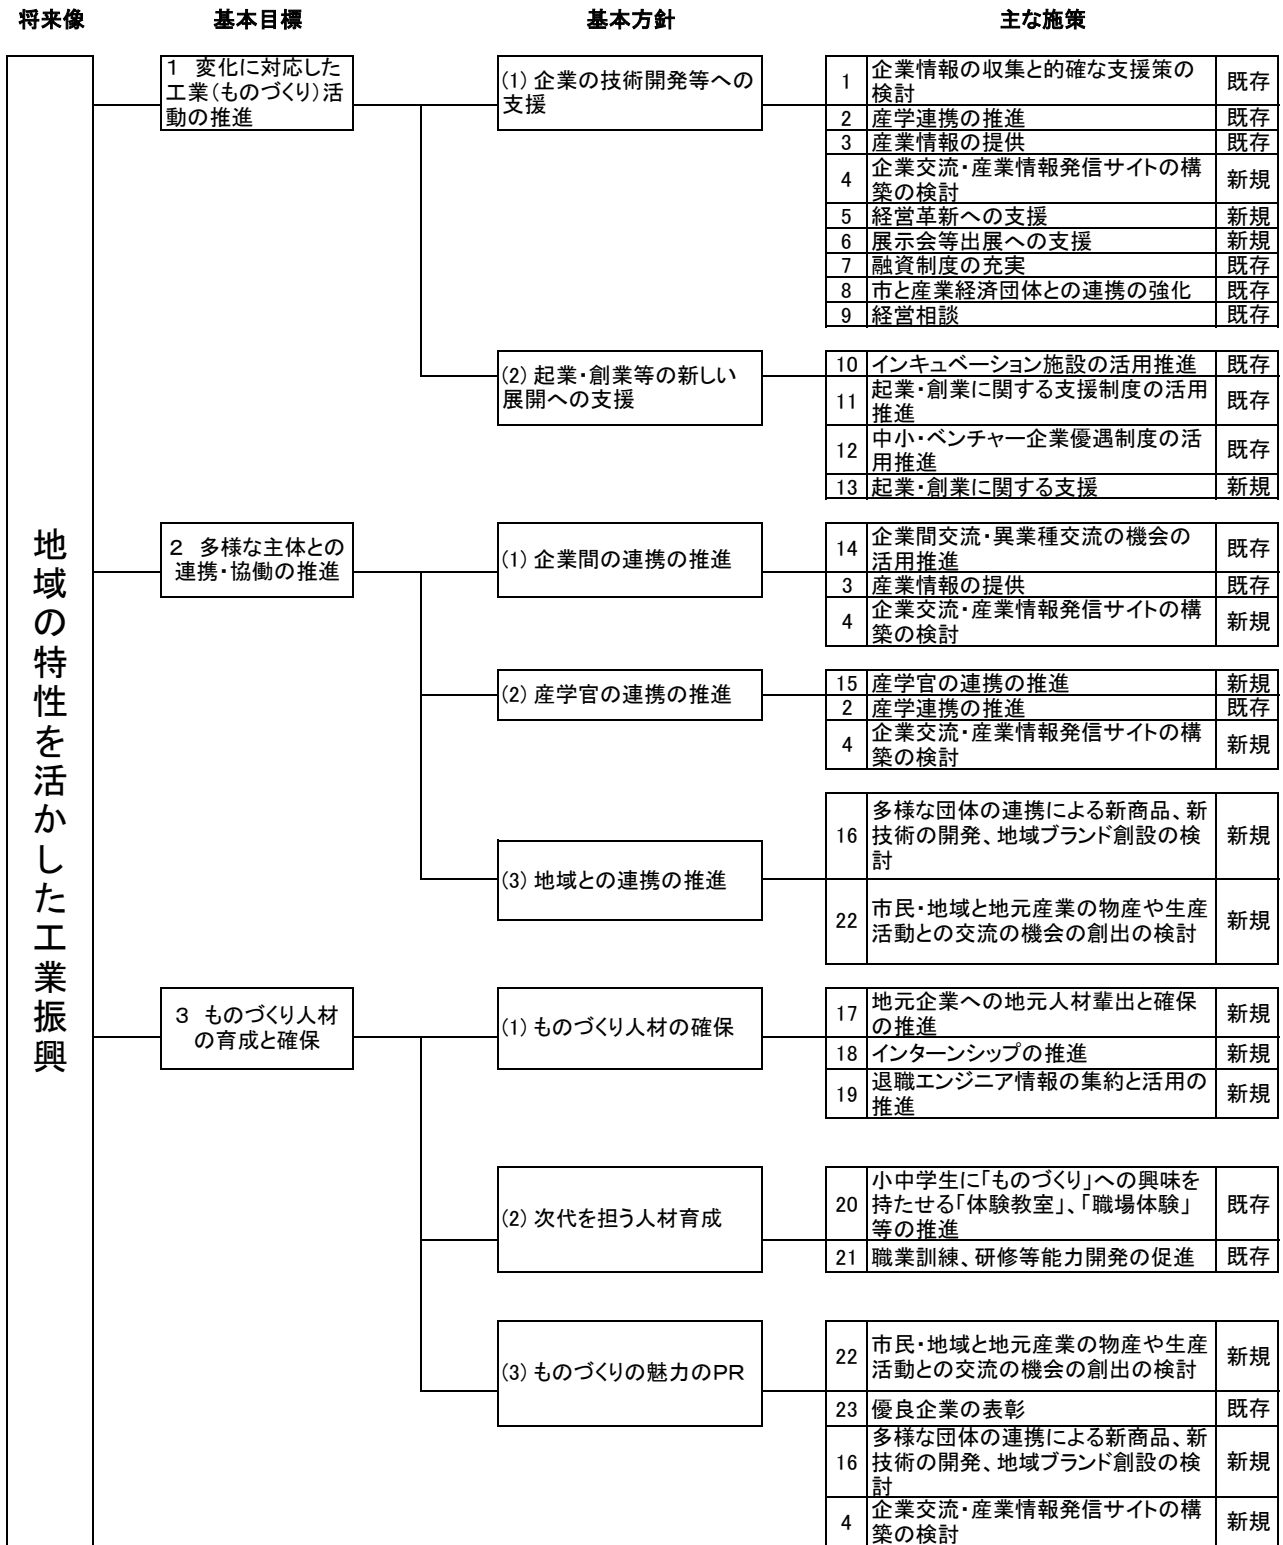 将来像 基本目標 基本方針 主な施策
地域の特性を活かした工業振興
1 変化に対応した
工業(ものづくり)活
動の推進
(1) 企業の技術開発等への
支援
1 企業情報の収集と的確な支援策の
検討 既存
2 産学連携の推進 既存
3 産業情報の提供 既存
4 企業交流・産業情報発信サイトの構
築の検討 新規
5 経営革新への支援 新規
6 展示会等出展への支援 新規
7 融資制度の充実 既存
8 市と産業経済団体との連携の強化 既存
9 経営相談 既存
(2) 起業・創業等の新しい
展開への支援
10 インキュベーション施設の活用推進 既存
11 起業・創業に関する支援制度の活用
推進 既存
12 中小・ベンチャー企業優遇制度の活
用推進 既存
13 起業・創業に関する支援 新規
2 多様な主体との
連携・協働の推進
(1) 企業間の連携の推進
14 企業間交流・異業種交流の機会の
活用推進 既存
3 産業情報の提供 既存
4 企業交流・産業情報発信サイトの構
築の検討 新規
(2) 産学官の連携の推進
15 産学官の連携の推進 新規
2 産学連携の推進 既存
4 企業交流・産業情報発信サイトの構
築の検討 新規
(3) 地域との連携の推進
16 多様な団体の連携による新商品、新
技術の開発、地域ブランド創設の検
討 新規
22 市民・地域と地元産業の物産や生産
活動との交流の機会の創出の検討 新規
3 ものづくり人材
の育成と確保
(1) ものづくり人材の確保
17 地元企業への地元人材輩出と確保
の推進 新規
18 インターンシップの推進 新規
19 退職エンジニア情報の集約と活用の
推進 新規
(2) 次代を担う人材育成
20 小中学生に「ものづくり」への興味を
持たせる「体験教室」、「職場体験」
等の推進 既存
21 職業訓練、研修等能力開発の促進 既存
(3) ものづくりの魅力のPR
22 市民・地域と地元産業の物産や生産
活動との交流の機会の創出の検討 新規
23 優良企業の表彰 既存
16 多様な団体の連携による新商品、新
技術の開発、地域ブランド創設の検
討 新規
4 企業交流・産業情報発信サイトの構
築の検討 新規